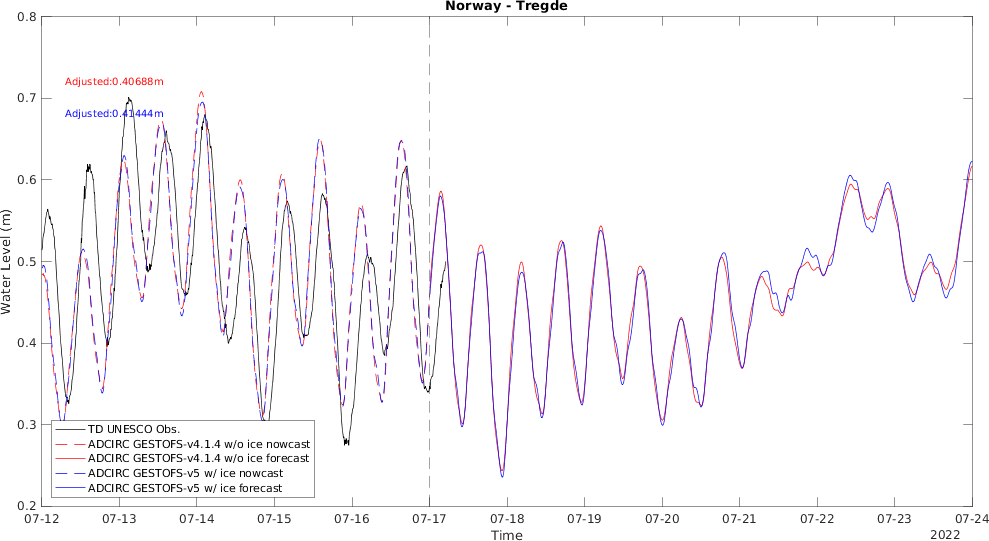 Norway - Tregde
0.8
0.7
0.6
0.5
0.4
0.3
0.2
Water Level (m)
Adjusted:0.40688m
Adjusted:0.41444m
TD UNESCO Obs.
ADCIRC GESTOFS-v4.1.4 w/o ice nowcast
ADCIRC GESTOFS-v4.1.4 w/o ice forecast
ADCIRC GESTOFS-v5 w/ ice nowcast
ADCIRC GESTOFS-v5 w/ ice forecast
07-12 07-13 07-14 07-15 07-16 07-17 07-18 07-19 07-20 07-21 07-22 07-23 07-24
Time
2022